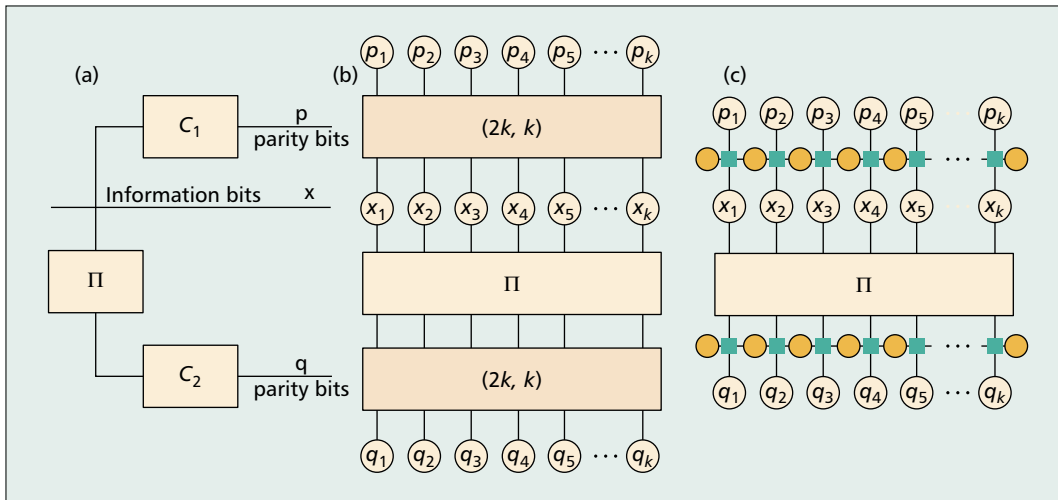 (a)
C1
p
parity bits
Information bits x
Π
C2
q
parity bits
(b)
p1 p2 p3 p4 p5 ··· pk
(2k, k)
x1 x2 x3 x4 x5 ··· xk
Π
(2k, k)
q1 q2 q3 q4 q5 ··· qk
(c)
p1 p2 p3 p4 p5 ··· pk
···
x1 x2 x3 x4 x5 ··· xk
Π
···
q1 q2 q3 q4 q5 ··· qk